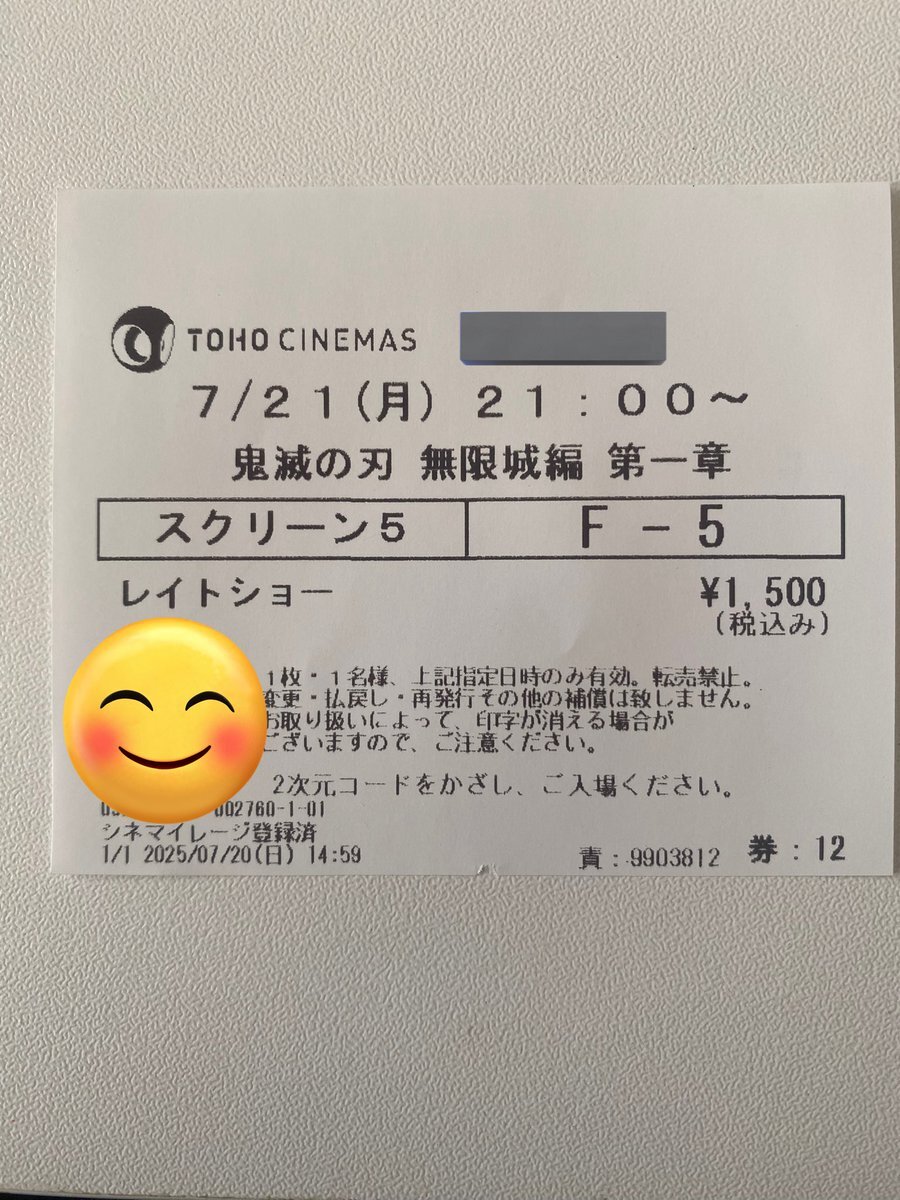 TOHO CINEMAS
7/21(月) 21:00~
鬼滅の刃 無限城編 第一章
スクリーン5 F-5
レイトショー ¥1,500
(税込み)
1枚・1名様、上記指定日時のみ有効。転売禁止。
変更・払戻し・再発行その他の補償は致しません。
お取り扱いによって、印字が消える場合が
ございますので、ご注意ください。
2次元コードをかざし、ご入場ください。
002760-1-01
シネマイレージ登録済
1/1 2025/07/20(日) 14:59 責:9903812 券:12